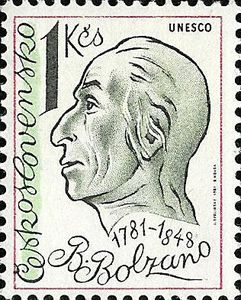 Československo
1 Kčs
UNESCO
1781-1848
B. Bolzano